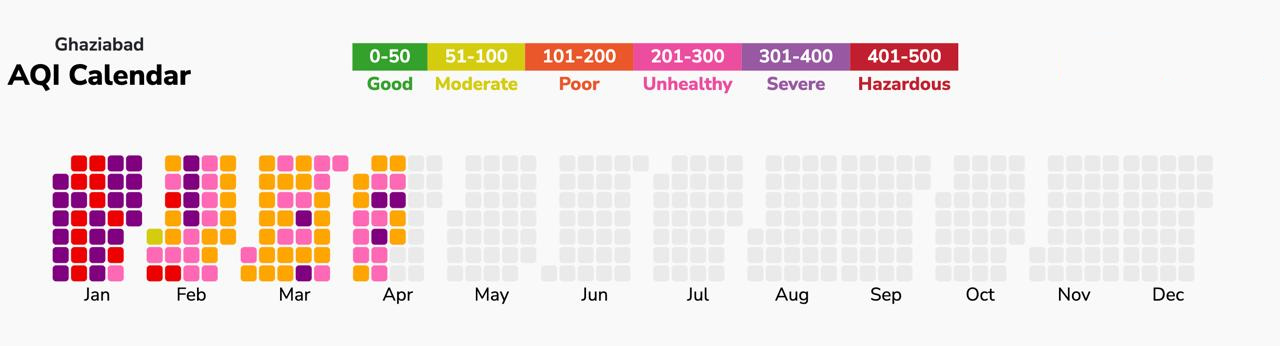 Ghaziabad
AQI Calendar
0-50 51-100 101-200 201-300 301-400 401-500
Good Moderate Poor Unhealthy Severe Hazardous
Jan Feb Mar Apr May Jun Jul Aug Sep Oct Nov Dec